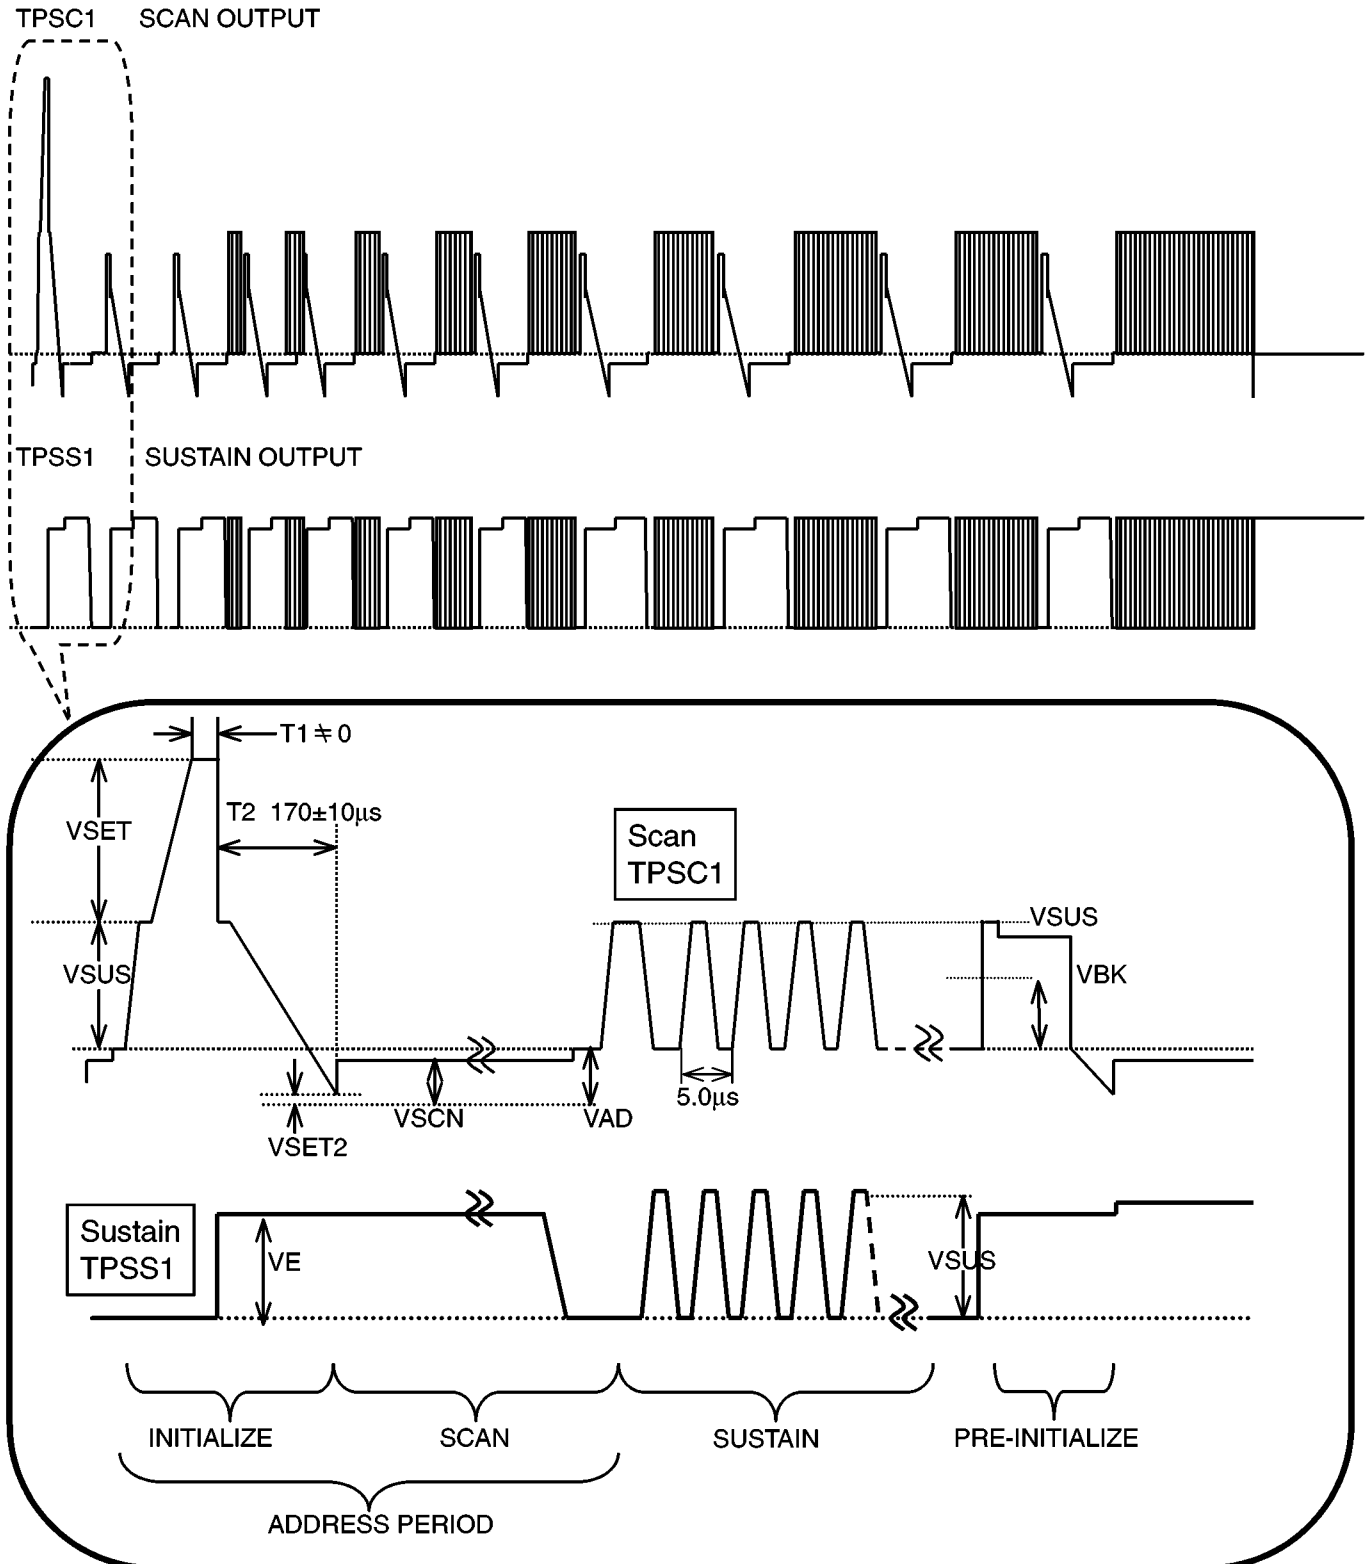 TPSC1 SCAN OUTPUT
TPSS1 SUSTAIN OUTPUT
T1≒0
VSET
T2 170±10μs
Scan
TPSC1
VSUS
VSUS
VBK
5.0μs
VSCN
VAD
VSET2
Sustain
TPSS1
VE
VSUS
INITIALIZE
SCAN
SUSTAIN
PRE-INITIALIZE
ADDRESS PERIOD